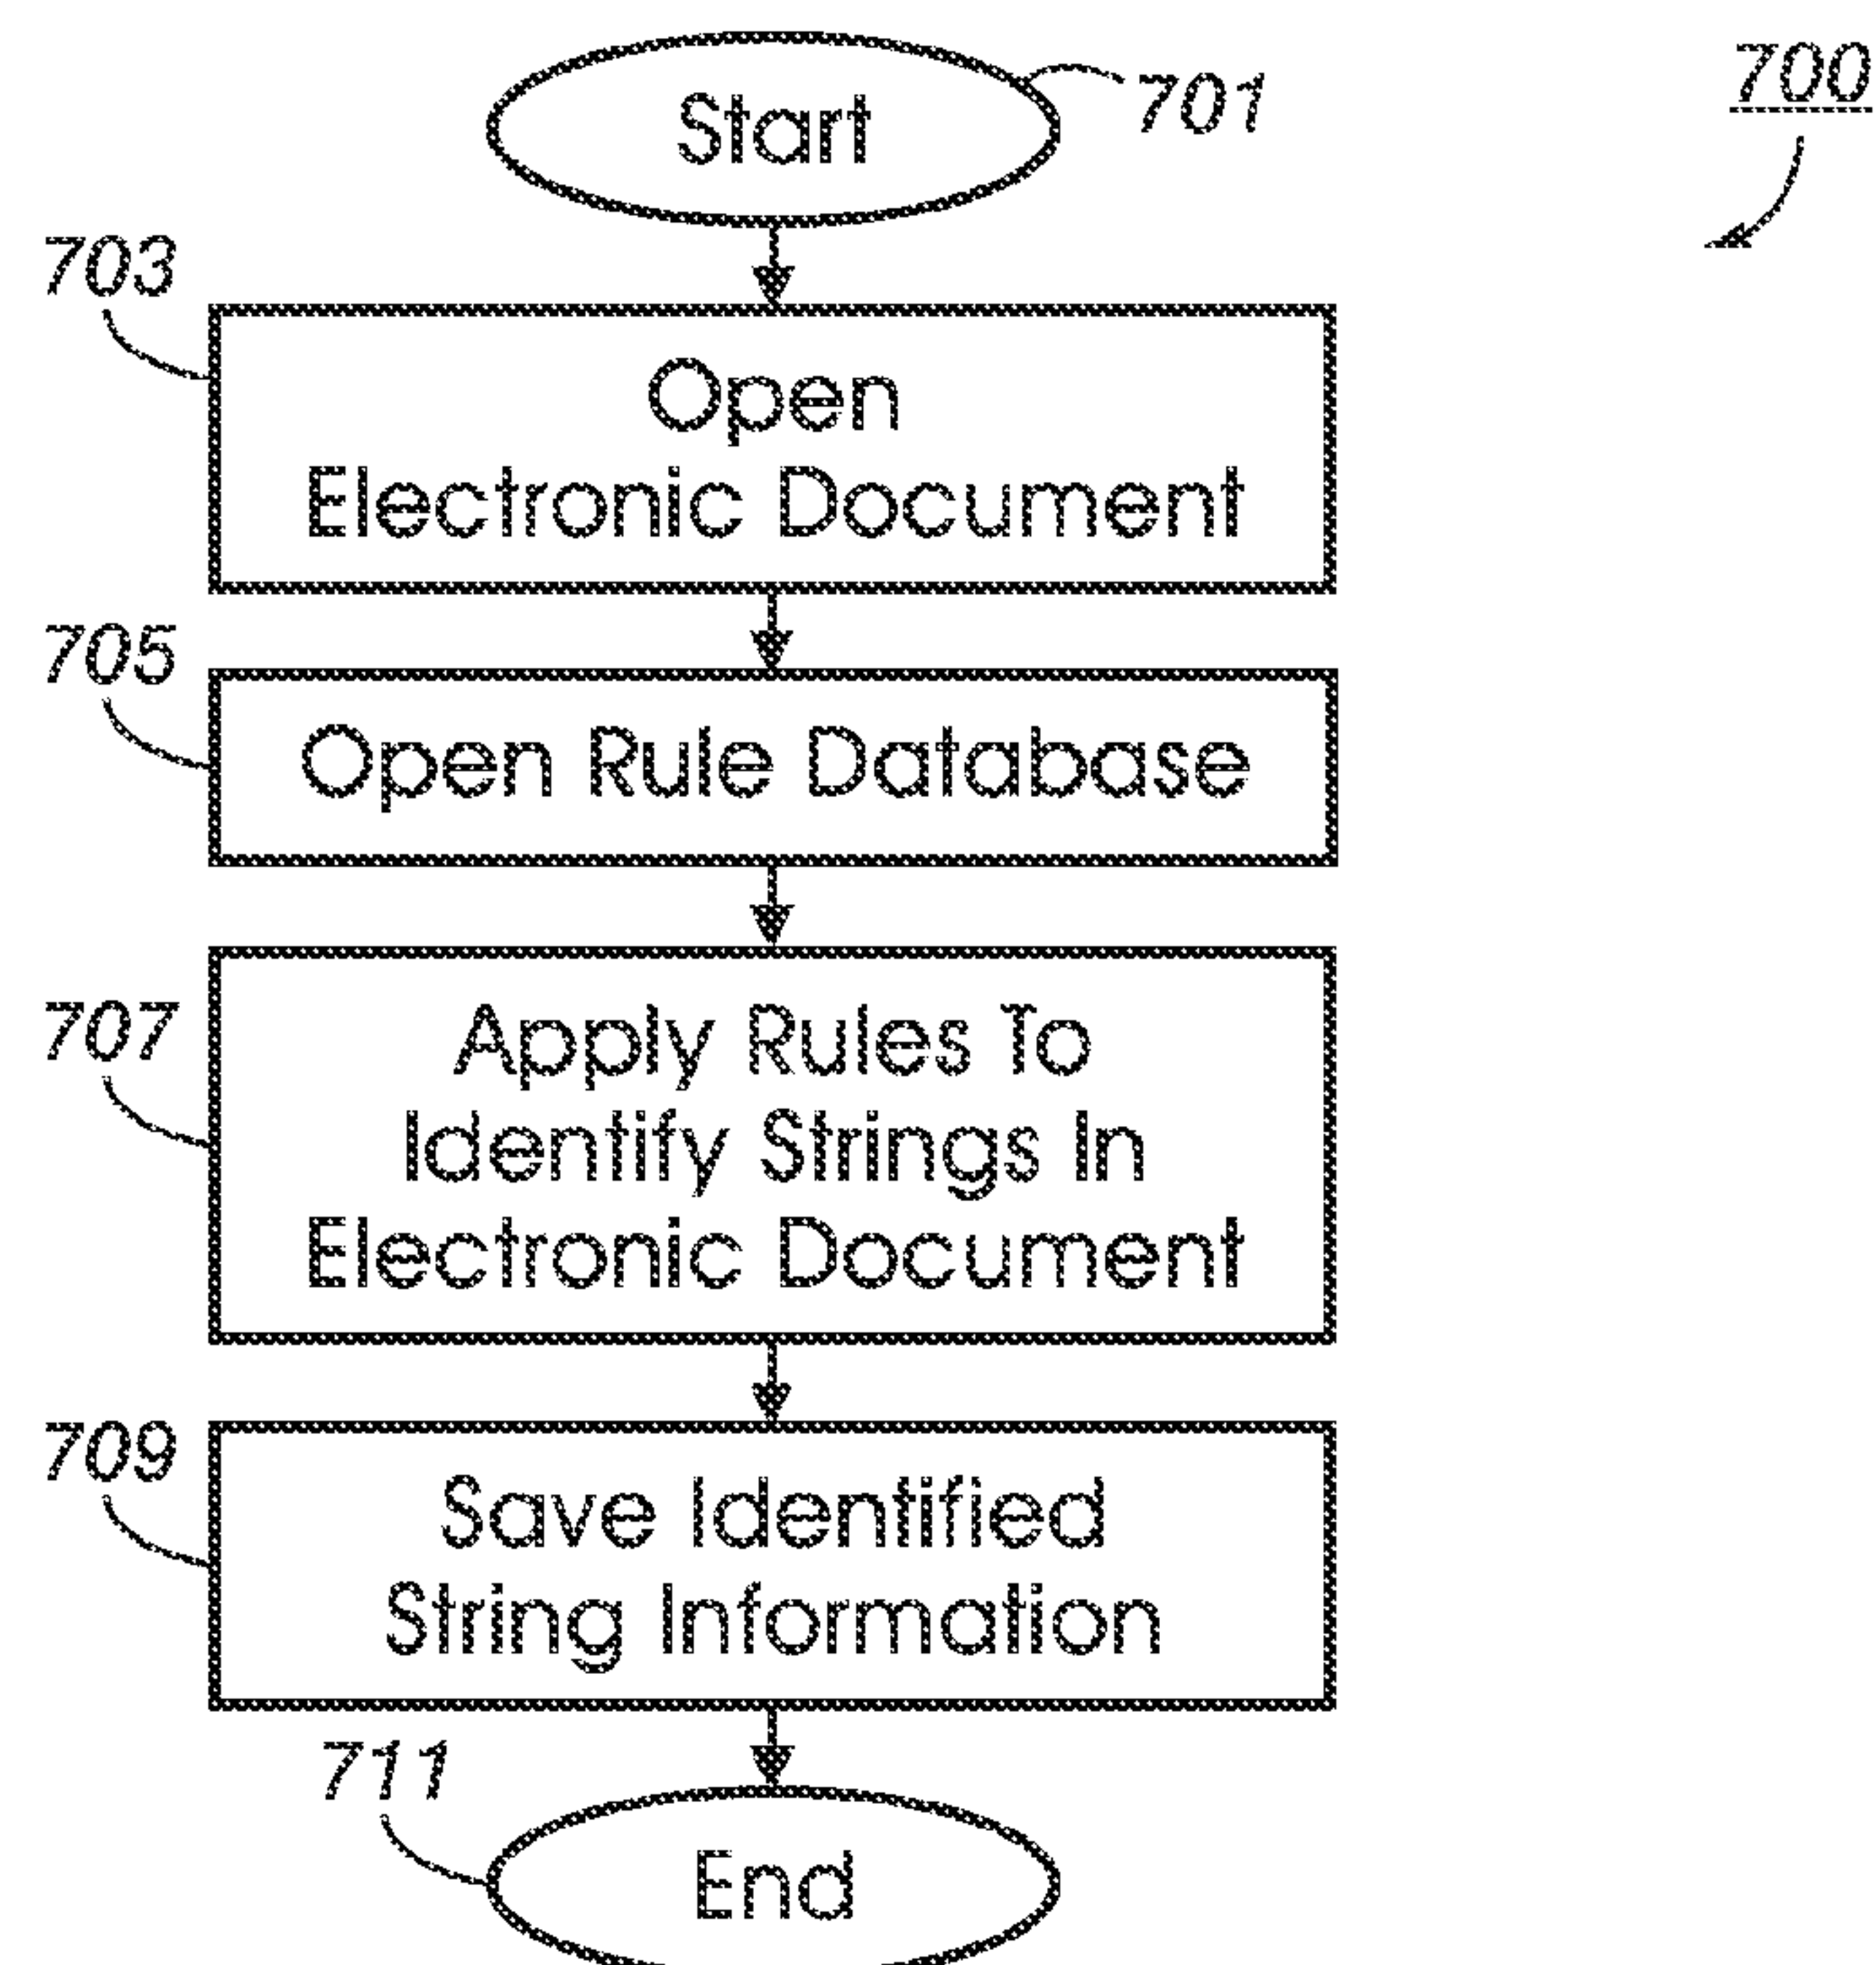 700
Start
701
703
Open
Electronic Document
705
Open Rule Database
707
Apply Rules To
Identify Strings In
Electronic Document
709
Save Identified
String Information
711
End